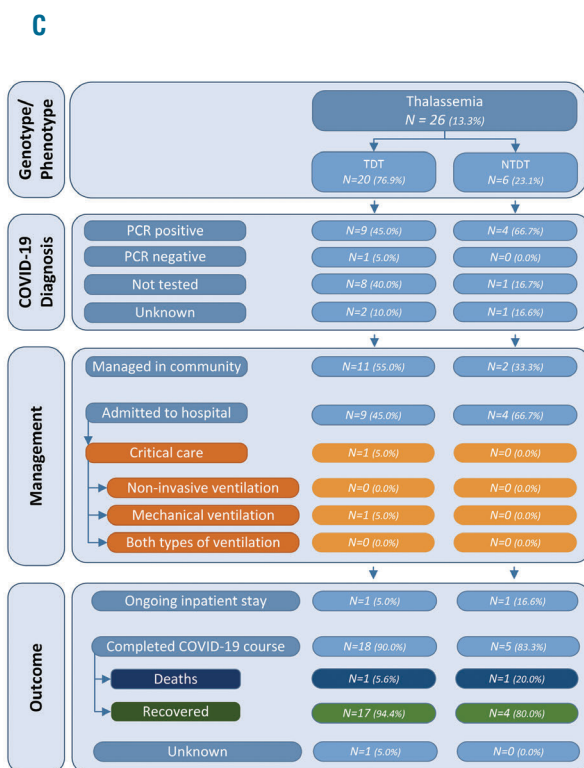 C
Genotype/
Phenotype
Thalassemia
N = 26 (13.3%)
TDT
N=20 (76.9%)
NTDT
N=6 (23.1%)
COVID-19
Diagnosis
PCR positive N=9 (45.0%) N=4 (66.7%)
PCR negative N=1 (5.0%) N=0 (0.0%)
Not tested N=8 (40.0%) N=1 (16.7%)
Unknown N=2 (10.0%) N=1 (16.6%)
Management
Managed in community N=11 (55.0%) N=2 (33.3%)
Admitted to hospital N=9 (45.0%) N=4 (66.7%)
Critical care N=1 (5.0%) N=0 (0.0%)
Non-invasive ventilation N=0 (0.0%) N=0 (0.0%)
Mechanical ventilation N=1 (5.0%) N=0 (0.0%)
Both types of ventilation N=0 (0.0%) N=0 (0.0%)
Outcome
Ongoing inpatient stay N=1 (5.0%) N=1 (16.6%)
Completed COVID-19 course N=18 (90.0%) N=5 (83.3%)
Deaths N=1 (5.6%) N=1 (20.0%)
Recovered N=17 (94.4%) N=4 (80.0%)
Unknown N=1 (5.0%) N=0 (0.0%)